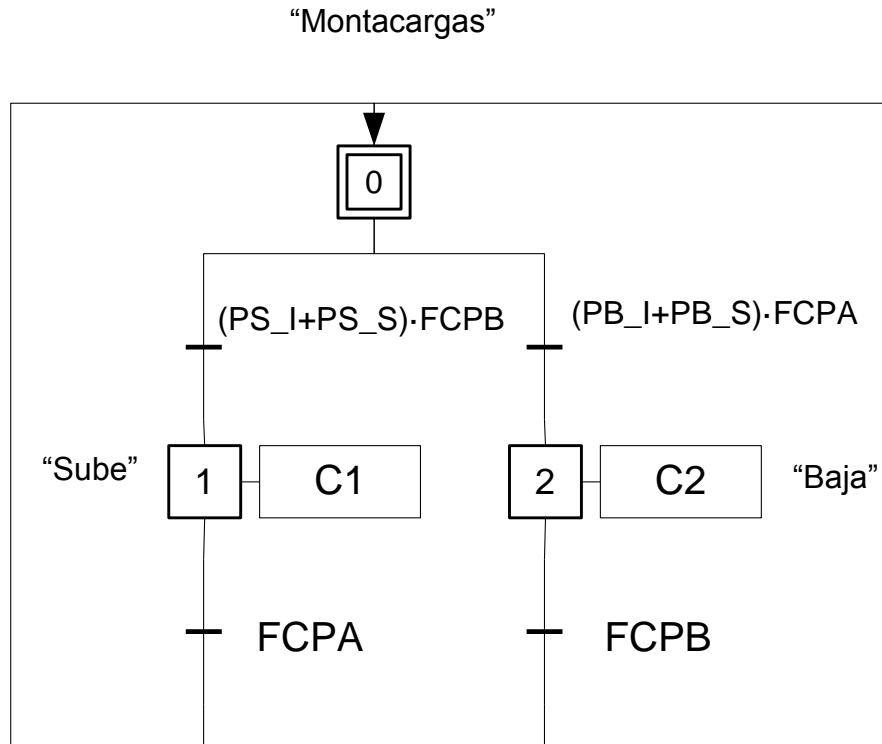 “Montacargas”
0
(PS_I+PS_S)·FCPB
(PB_I+PB_S)·FCPA
“Sube”
1
C1
2
C2
“Baja”
FCPA
FCPB